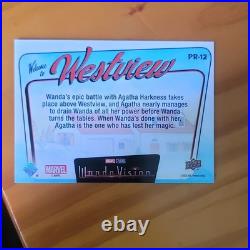 PR-12
Welcome to
Westview
Wanda's epic battle with Agatha Harkness takes
place above Westview, and Agatha nearly manages
to drain Wanda of all her power before Wanda
turns the tables. When Wanda's done with her,
Agatha is the one who has lost her magic.
MARVEL
MARVEL STUDIOS
WandaVision